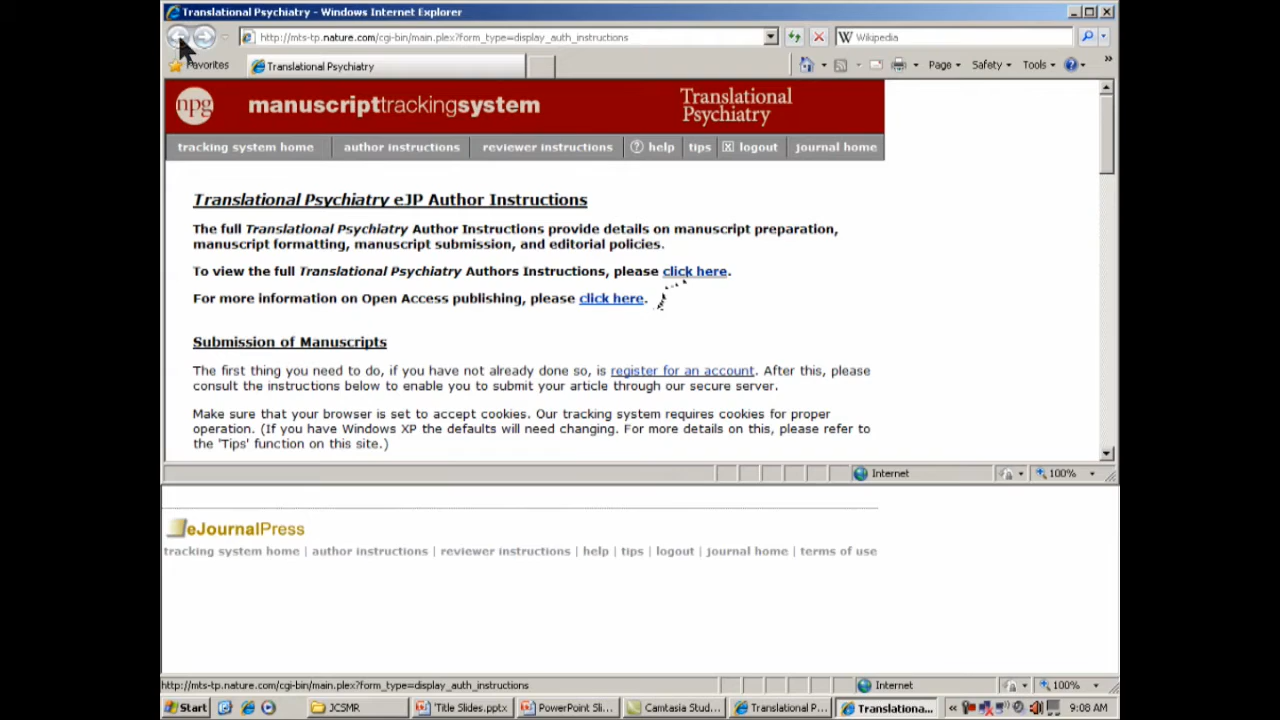 Translational Psychiatry - Windows Internet Explorer
http://mts-tp.nature.com/cgi-bin/main.plex?form_type=display_auth_instructions
Wikipedia
Favorites
Translational Psychiatry
Page
Safety
Tools
npg
manuscripttrackingsystem
Translational
Psychiatry
tracking system home
author instructions
reviewer instructions
? help
tips
x logout
journal home
Translational Psychiatry eJP Author Instructions
The full Translational Psychiatry Author Instructions provide details on manuscript preparation,
manuscript formatting, manuscript submission, and editorial policies.
To view the full Translational Psychiatry Authors Instructions, please click here.
For more information on Open Access publishing, please click here.
Submission of Manuscripts
The first thing you need to do, if you have not already done so, is register for an account. After this, please
consult the instructions below to enable you to submit your article through our secure server.
Make sure that your browser is set to accept cookies. Our tracking system requires cookies for proper
operation. (If you have Windows XP the defaults will need changing. For more details on this, please refer to
the 'Tips' function on this site.)
Internet
100%
eJournalPress
tracking system home | author instructions | reviewer instructions | help | tips | logout | journal home | terms of use
http://mts-tp.nature.com/cgi-bin/main.plex?form_type=display_auth_instructions
Internet
100%
Start
JCSMR
'Title Slides.pptx
PowerPoint Sli...
Camtasia Stud...
Translational P...
Translationa...
9:08 AM